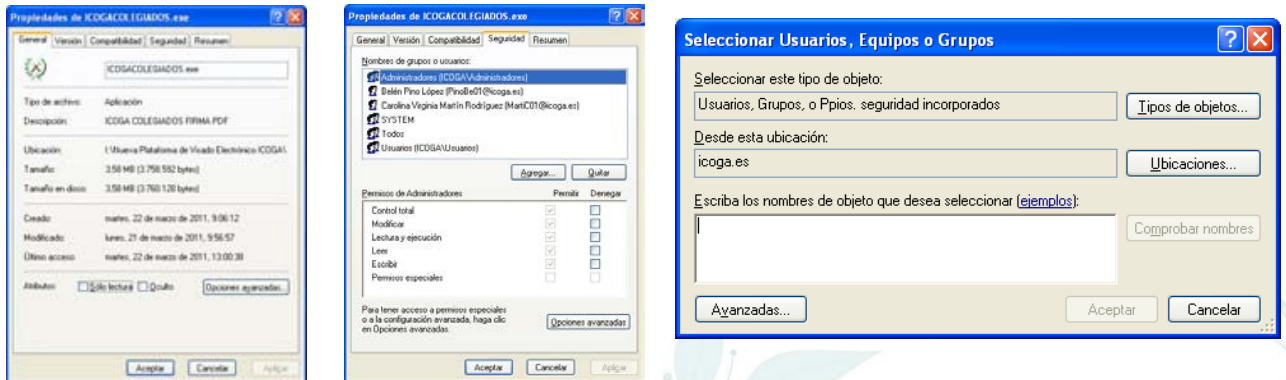 Propiedades de ICOGACOLEGIADOS.exe
General Versión Compatibilidad Seguridad Resumen
ICOGACOLEGIADOS.exe
Tipo de archivo: Aplicación
Descripción: ICOGA COLEGIADOS FIRMA PDF
Ubicación: I:\Nueva Plataforma de Visado Electrónico ICOGA\
Tamaño: 3,58 MB (3.758.592 bytes)
Tamaño en disco: 3,58 MB (3.760.128 bytes)
Creado: martes, 22 de marzo de 2011, 9:06:12
Modificado: lunes, 21 de marzo de 2011, 9:56:57
Último acceso: martes, 22 de marzo de 2011, 13:00:38
Atributos: Sólo lectura Oculto Opciones avanzadas...
Aceptar Cancelar Aplicar
Propiedades de ICOGACOLEGIADOS.exe
General Versión Compatibilidad Seguridad Resumen
Nombres de grupos o usuarios:
Administradores (ICOGA\Administradores)
Belén Pino López (PinoBe01@icoga.es)
Carolina Virginia Martín Rodríguez (MartiC01@icoga.es)
SYSTEM
Todos
Usuarios (ICOGA\Usuarios)
Agregar... Quitar
Permisos de Administradores Permitir Denegar
Control total
Modificar
Lectura y ejecución
Leer
Escribir
Permisos especiales
Para tener acceso a permisos especiales
o a la configuración avanzada, haga clic
en Opciones avanzadas.
Opciones avanzadas
Aceptar Cancelar Aplicar
Seleccionar Usuarios, Equipos o Grupos
Seleccionar este tipo de objeto:
Usuarios, Grupos, o Ppios. seguridad incorporados Tipos de objetos...
Desde esta ubicación:
icoga.es Ubicaciones...
Escriba los nombres de objeto que desea seleccionar (ejemplos):
Comprobar nombres
Avanzadas... Aceptar Cancelar